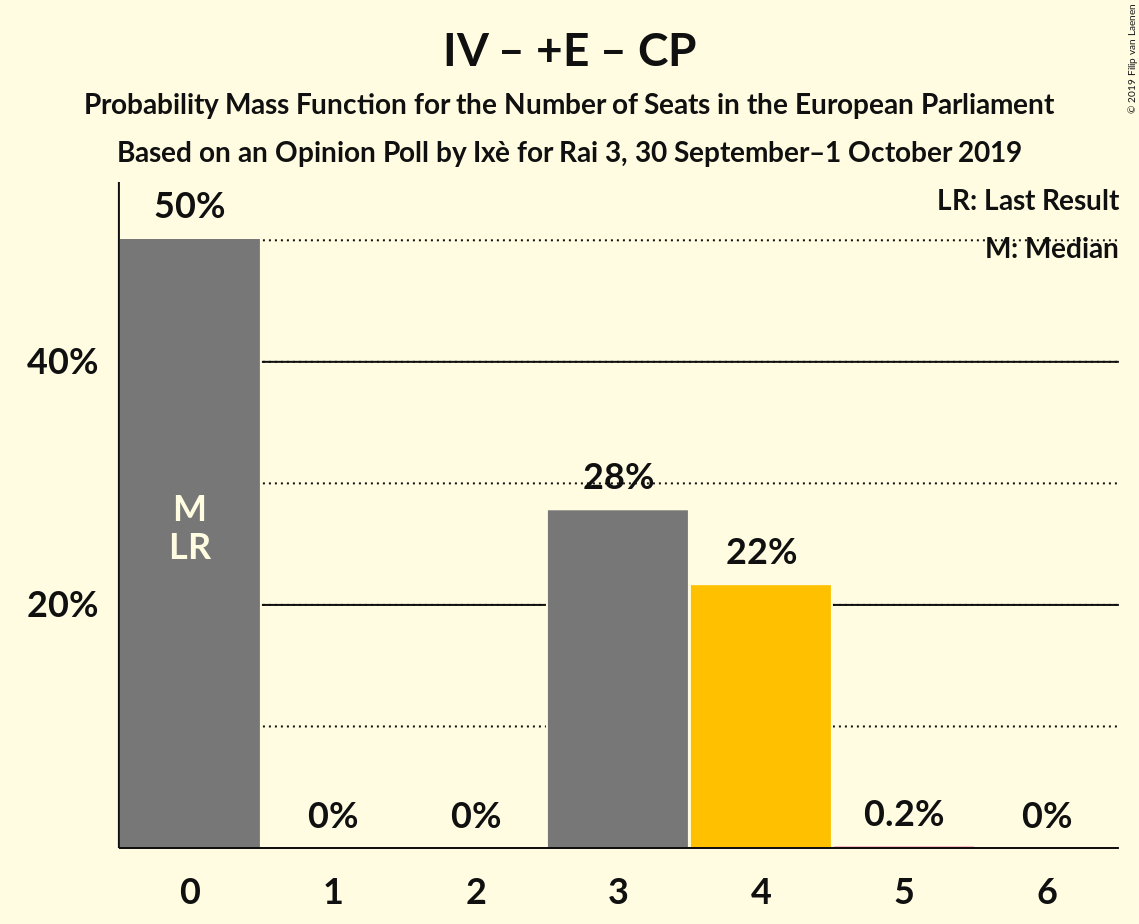 IV – +E – CP
Probability Mass Function for the Number of Seats in the European Parliament
Based on an Opinion Poll by Ixè for Rai 3, 30 September–1 October 2019
© 2019 Filip van Laenen
LR: Last Result
M: Median
50%
40%
28%
22%
20%
M
LR
0%
0%
0.2%
0%
0 1 2 3 4 5 6